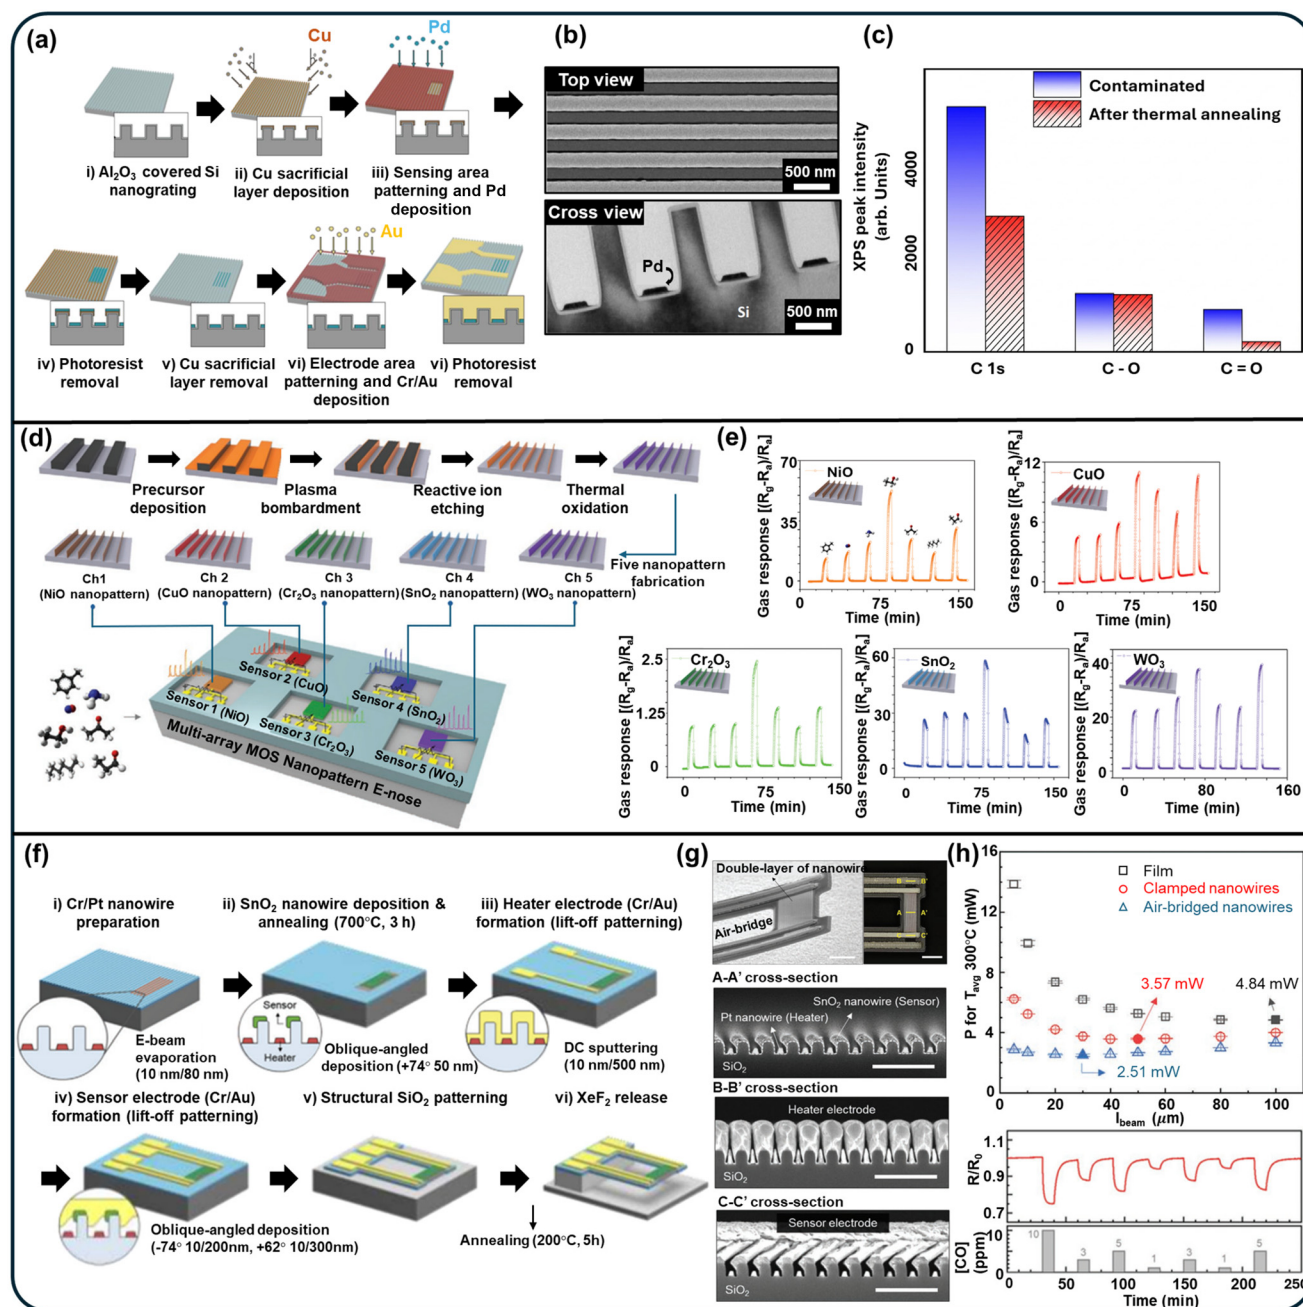 (a)
Cu
Pd
i) Al₂O₃ covered Si
nanograting
ii) Cu sacrificial
layer deposition
iii) Sensing area
patterning and Pd
deposition
Au
iv) Photoresist
removal
v) Cu sacrificial
layer removal
vi) Electrode area
patterning and Cr/Au
deposition
vi) Photoresist
removal
(b)
Top view
500 nm
Cross view
Pd
Si
500 nm
(c)
XPS peak intensity
(arb. Units)
4000
2000
0
Contaminated
After thermal annealing
C 1s
C - O
C = O
(d)
Precursor
deposition
Plasma
bombardment
Reactive ion
etching
Thermal
oxidation
Five nanopattern
fabrication
Ch1
(NiO nanopattern)
Ch 2
(CuO nanopattern)
Ch 3
(Cr₂O₃ nanopattern)
Ch 4
(SnO₂ nanopattern)
Ch 5
(WO₃ nanopattern)
Sensor 1 (NiO)
Sensor 2 (CuO)
Sensor 3 (Cr₂O₃)
Sensor 4 (SnO₂)
Sensor 5 (WO₃)
Multi-array MOS Nanopattern E-nose
(e)
Gas response [(Rg-Ra)/Ra]
70
35
0
NiO
0 75 150
Time (min)
Gas response [(Rg-Ra)/Ra]
12
6
0
CuO
0 75 150
Time (min)
Gas response [(Rg-Ra)/Ra]
2.5
1.25
0
Cr₂O₃
0 75 150
Time (min)
Gas response [(Rg-Ra)/Ra]
60
30
0
SnO₂
0 75 150
Time (min)
Gas response [(Rg-Ra)/Ra]
40
20
0
WO₃
0 80 160
Time (min)
(f)
i) Cr/Pt nanowire
preparation
E-beam
evaporation
(10 nm/80 nm)
ii) SnO₂ nanowire deposition &
annealing (700°C, 3 h)
Sensor
Heater
Oblique-angled
deposition (+74° 50 nm)
iii) Heater electrode (Cr/Au)
formation (lift-off patterning)
DC sputtering
(10 nm/500 nm)
iv) Sensor electrode (Cr/Au)
formation (lift-off patterning)
Oblique-angled deposition
(-74° 10/200nm, +62° 10/300nm)
v) Structural SiO₂ patterning
vi) XeF₂ release
Annealing (200°C, 5h)
(g)
Double-layer of nanowire
Air-bridge
B B'
A A'
C C'
A-A' cross-section
SnO₂ nanowire (Sensor)
Pt nanowire (Heater)
SiO₂
B-B' cross-section
Heater electrode
SiO₂
C-C' cross-section
Sensor electrode
SiO₂
(h)
P for Tavg 300°C (mW)
16
12
8
4
0
Film
Clamped nanowires
Air-bridged nanowires
3.57 mW
4.84 mW
2.51 mW
0 20 40 60 80 100
lbeam (μm)
R/R₀
1.1
0.9
0.7
[CO]
(ppm)
10
0
10 3 5 1 3 1 5
0 50 100 150 200 250
Time (min)